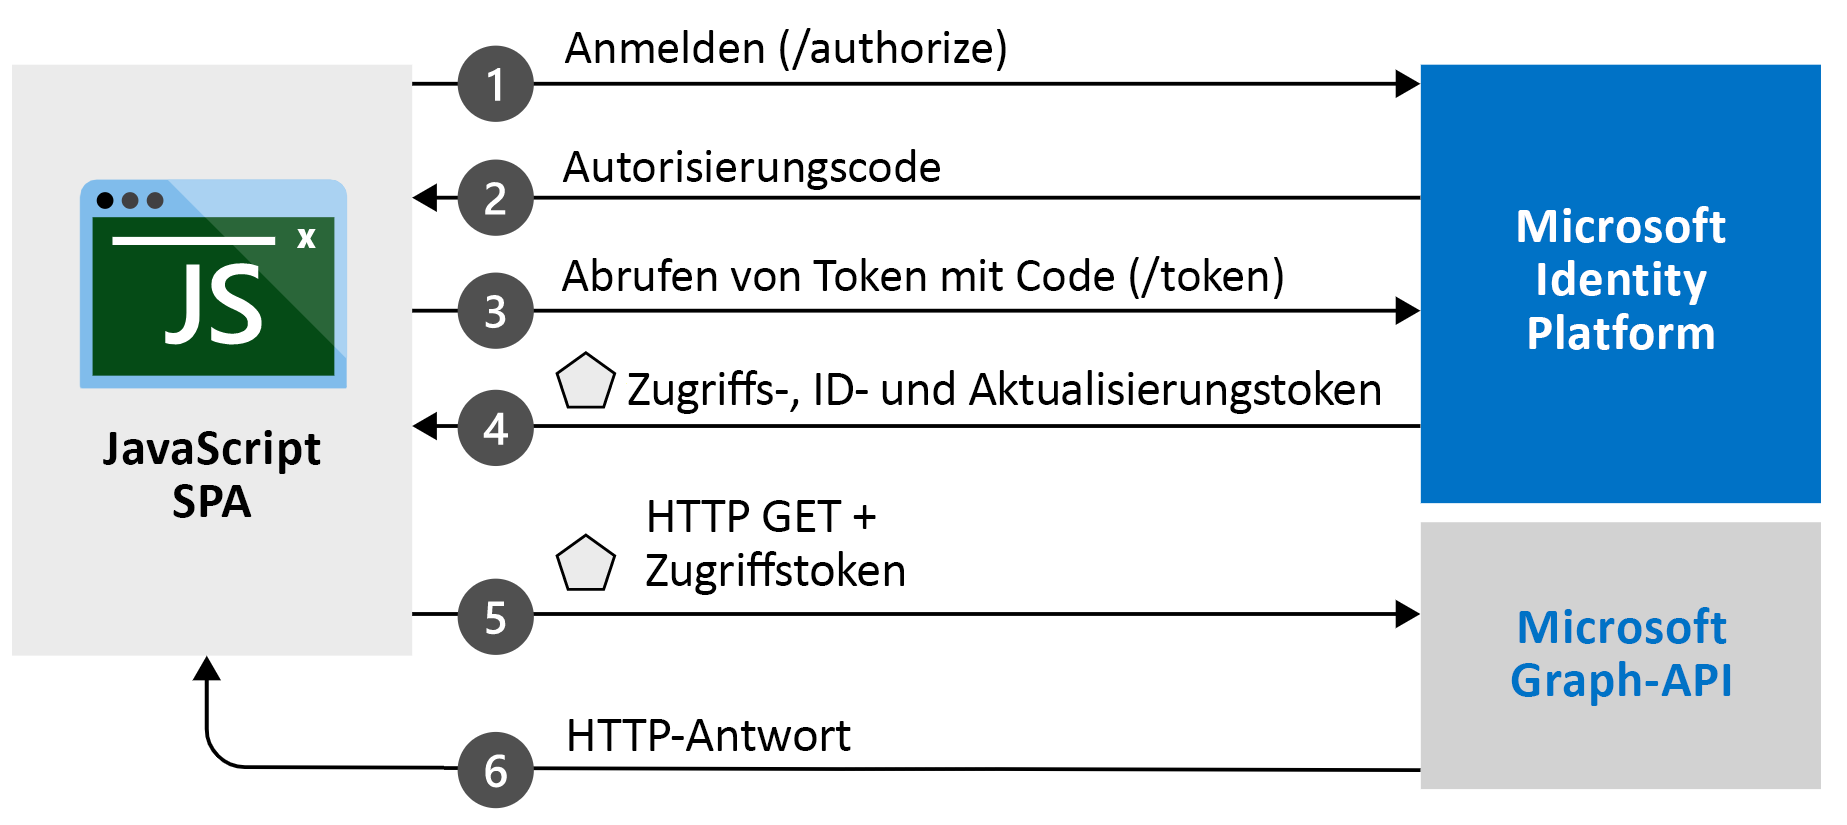 Anmelden (/authorize)
1
Autorisierungscode
2
Abrufen von Token mit Code (/token)
3
Zugriffs-, ID- und Aktualisierungstoken
4
HTTP GET +
Zugriffstoken
5
HTTP-Antwort
6
x
JS
JavaScript
SPA
Microsoft
Identity
Platform
Microsoft
Graph-API